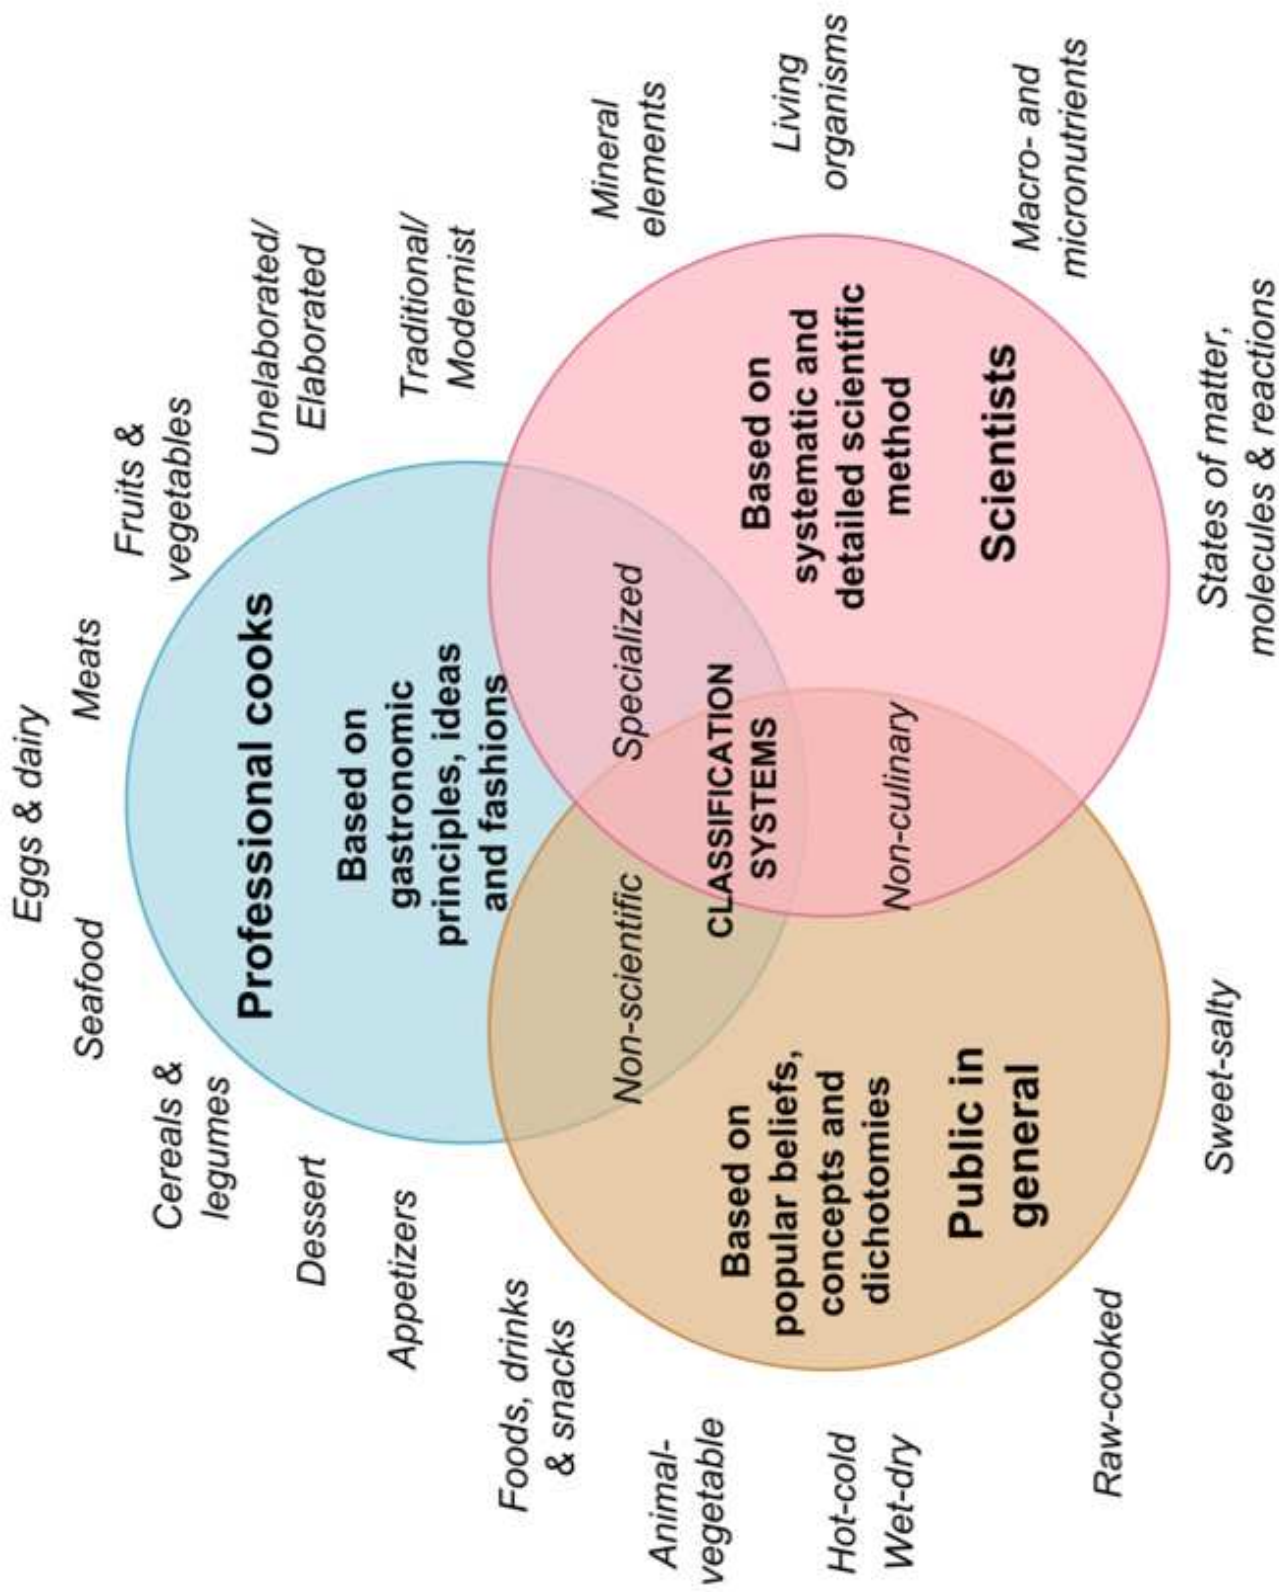 Eggs & dairy
Seafood
Meats
Cereals &
legumes
Fruits &
vegetables
Dessert
Unelaborated/
Elaborated
Appetizers
Traditional/
Modernist
Professional cooks
Based on
gastronomic
principles, ideas
and fashions
Foods, drinks
& snacks
Mineral
elements
Non-scientific
Specialized
Animal-
vegetable
CLASSIFICATION
SYSTEMS
Living
organisms
Based on
popular beliefs,
concepts and
dichotomies
Based on
systematic and
detailed scientific
method
Hot-cold
Wet-dry
Non-culinary
Public in
general
Scientists
Macro- and
micronutrients
Raw-cooked
Sweet-salty
States of matter,
molecules & reactions